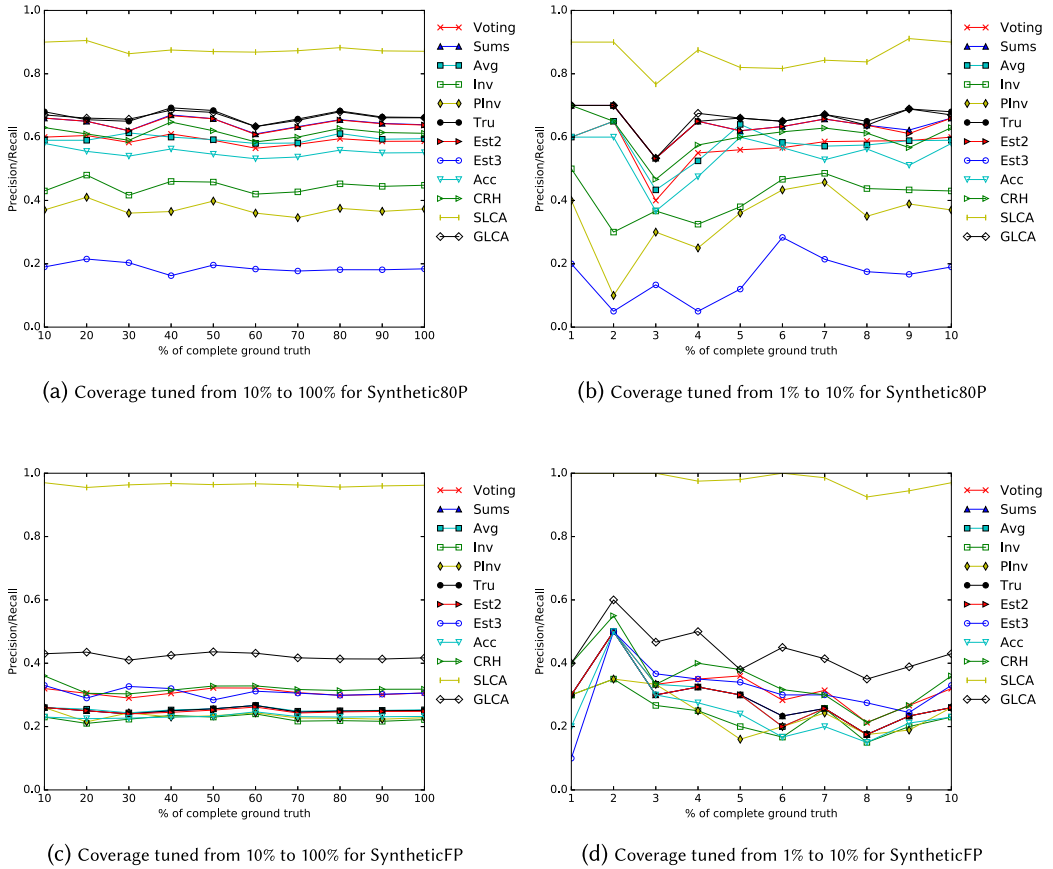 1.0
0.8
0.6
0.4
0.2
0.0
Precision/Recall
10 20 30 40 50 60 70 80 90 100
% of complete ground truth
Voting
Sums
Avg
Inv
PInv
Tru
Est2
Est3
Acc
CRH
SLCA
GLCA
(a) Coverage tuned from 10% to 100% for Synthetic80P
1.0
0.8
0.6
0.4
0.2
0.0
Precision/Recall
1 2 3 4 5 6 7 8 9 10
% of complete ground truth
Voting
Sums
Avg
Inv
PInv
Tru
Est2
Est3
Acc
CRH
SLCA
GLCA
(b) Coverage tuned from 1% to 10% for Synthetic80P
1.0
0.8
0.6
0.4
0.2
0.0
Precision/Recall
10 20 30 40 50 60 70 80 90 100
% of complete ground truth
Voting
Sums
Avg
Inv
PInv
Tru
Est2
Est3
Acc
CRH
SLCA
GLCA
(c) Coverage tuned from 10% to 100% for SyntheticFP
1.0
0.8
0.6
0.4
0.2
0.0
Precision/Recall
1 2 3 4 5 6 7 8 9 10
% of complete ground truth
Voting
Sums
Avg
Inv
PInv
Tru
Est2
Est3
Acc
CRH
SLCA
GLCA
(d) Coverage tuned from 1% to 10% for SyntheticFP